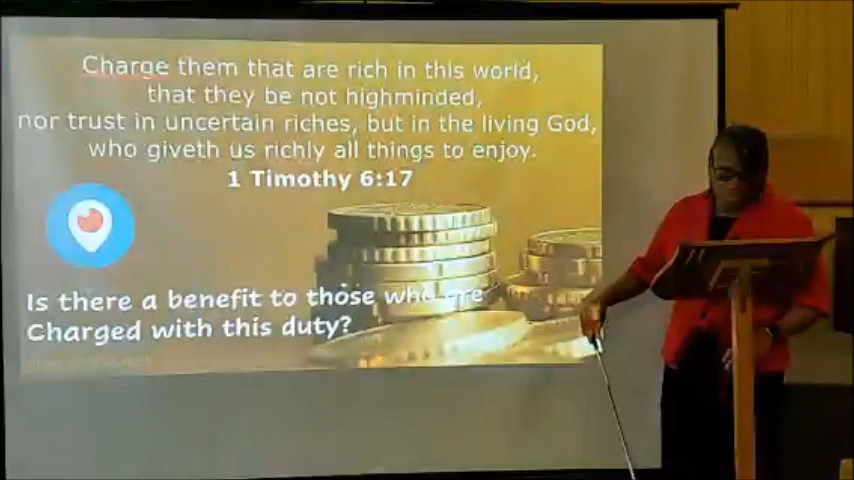 Charge them that are rich in this world,
that they be not highminded,
nor trust in uncertain riches, but in the living God,
who giveth us richly all things to enjoy.
1 Timothy 6:17
Is there a benefit to those who are
Charged with this duty?